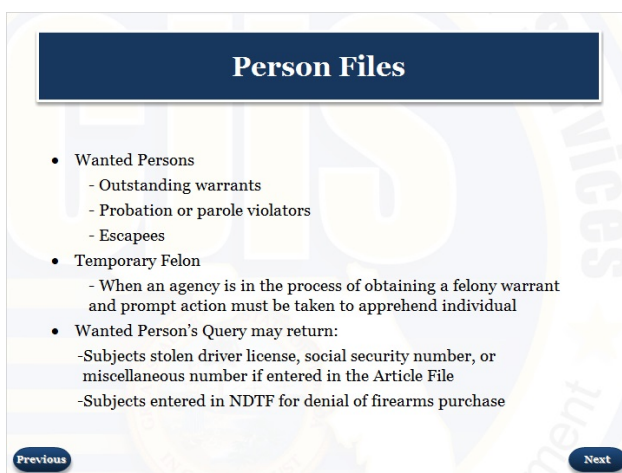 Person Files
• Wanted Persons
- Outstanding warrants
- Probation or parole violators
- Escapees
• Temporary Felon
- When an agency is in the process of obtaining a felony warrant
and prompt action must be taken to apprehend individual
• Wanted Person’s Query may return:
-Subjects stolen driver license, social security number, or
miscellaneous number if entered in the Article File
-Subjects entered in NDTF for denial of firearms purchase
Previous
Next
CJIS
Services